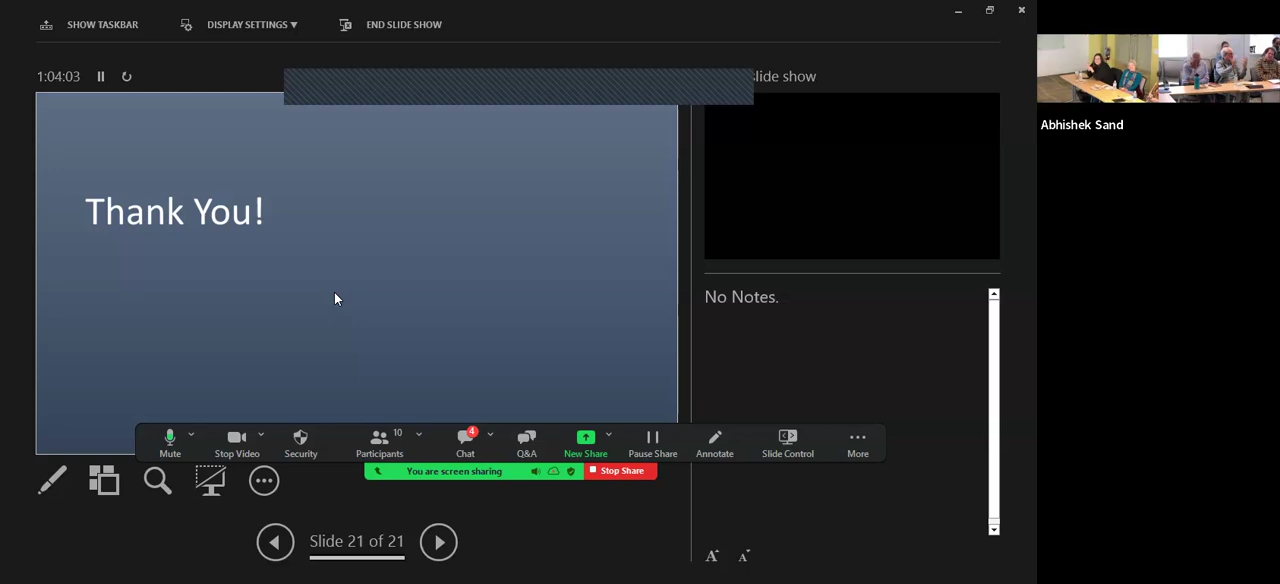 SHOW TASKBAR
DISPLAY SETTINGS
END SLIDE SHOW
1:04:03
slide show
Thank You!
No Notes.
Abhishek Sand
10
4
Mute
Stop Video
Security
Participants
Chat
Q&A
New Share
Pause Share
Annotate
Slide Control
More
You are screen sharing
Stop Share
Slide 21 of 21
A
A